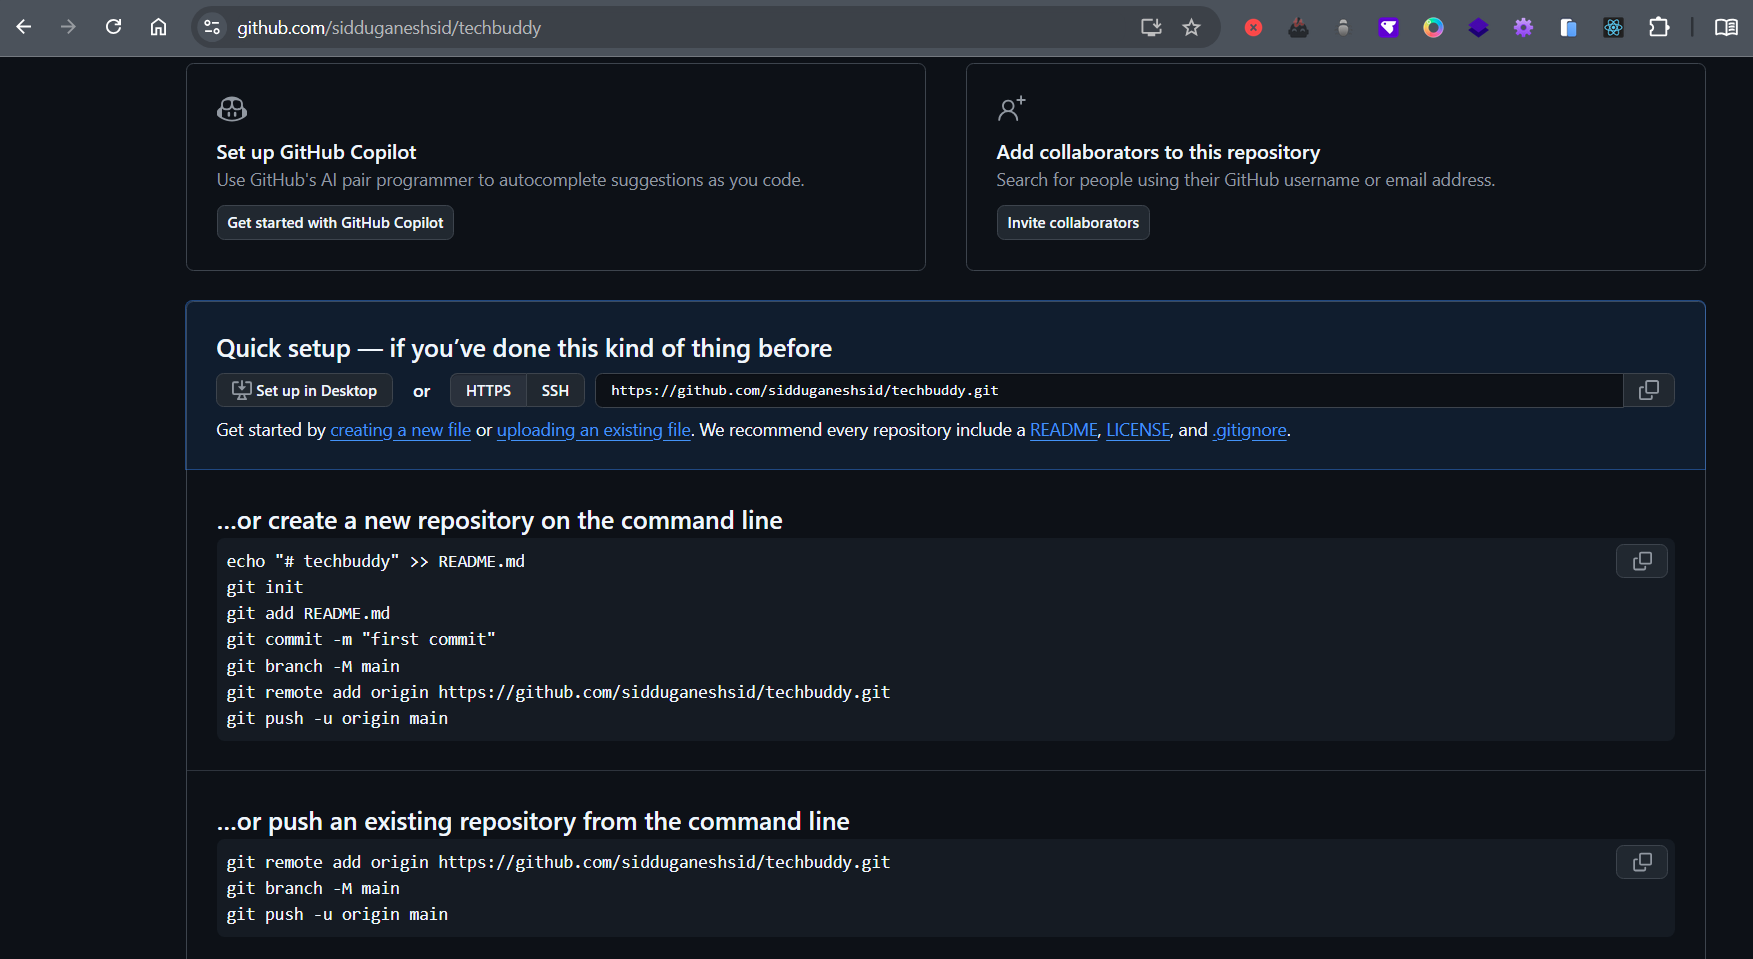 github.com/sidduganeshsid/techbuddy
Set up GitHub Copilot
Use GitHub's AI pair programmer to autocomplete suggestions as you code.
Get started with GitHub Copilot
Add collaborators to this repository
Search for people using their GitHub username or email address.
Invite collaborators
Quick setup — if you’ve done this kind of thing before
Set up in Desktop or HTTPS SSH https://github.com/sidduganeshsid/techbuddy.git
Get started by creating a new file or uploading an existing file. We recommend every repository include a README, LICENSE, and .gitignore.
…or create a new repository on the command line
echo "# techbuddy" >> README.md
git init
git add README.md
git commit -m "first commit"
git branch -M main
git remote add origin https://github.com/sidduganeshsid/techbuddy.git
git push -u origin main
…or push an existing repository from the command line
git remote add origin https://github.com/sidduganeshsid/techbuddy.git
git branch -M main
git push -u origin main